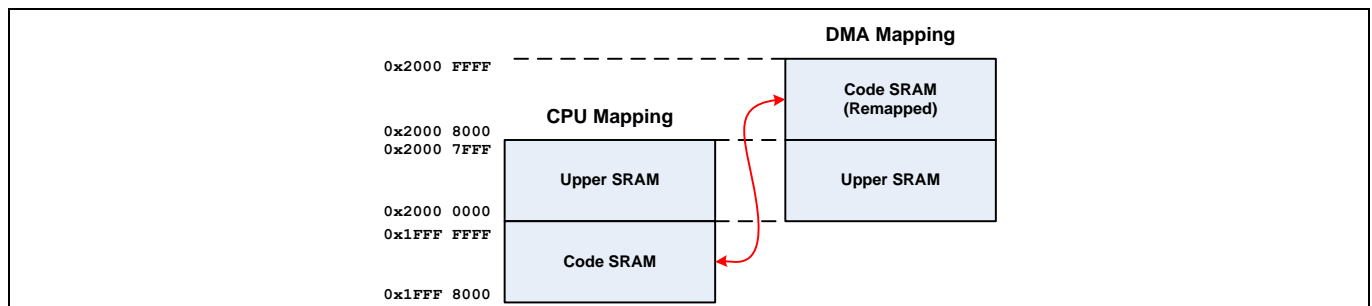 DMA Mapping
0x2000 FFFF
Code SRAM
(Remapped)
CPU Mapping
0x2000 8000
0x2000 7FFF
Upper SRAM
Upper SRAM
0x2000 0000
0x1FFF FFFF
Code SRAM
0x1FFF 8000